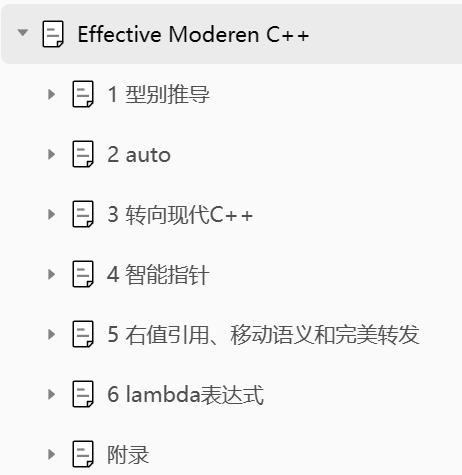 Effective Moderen C++
1 型别推导
2 auto
3 转向现代C++
4 智能指针
5 右值引用、移动语义和完美转发
6 lambda表达式
附录